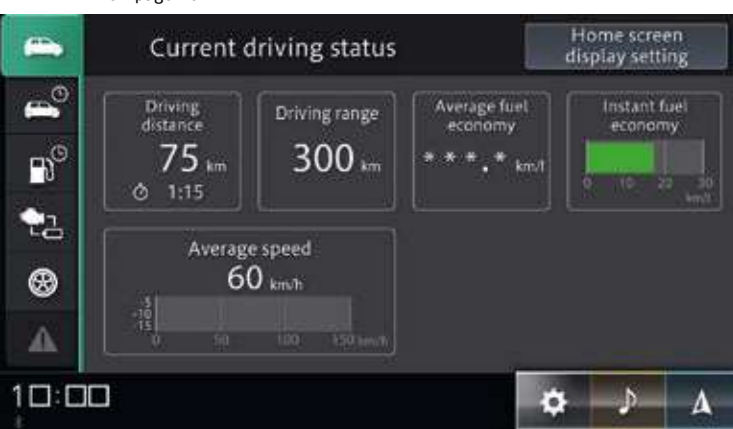 Current driving status
Home screen
display setting
Driving
distance
75 km
1:15
Driving range
300 km
Average fuel
economy
***.* km/l
Instant fuel
economy
0 10 20 30
km/l
Average speed
60 km/h
-5
-10
-15
0 50 100 150 km/h
10:00